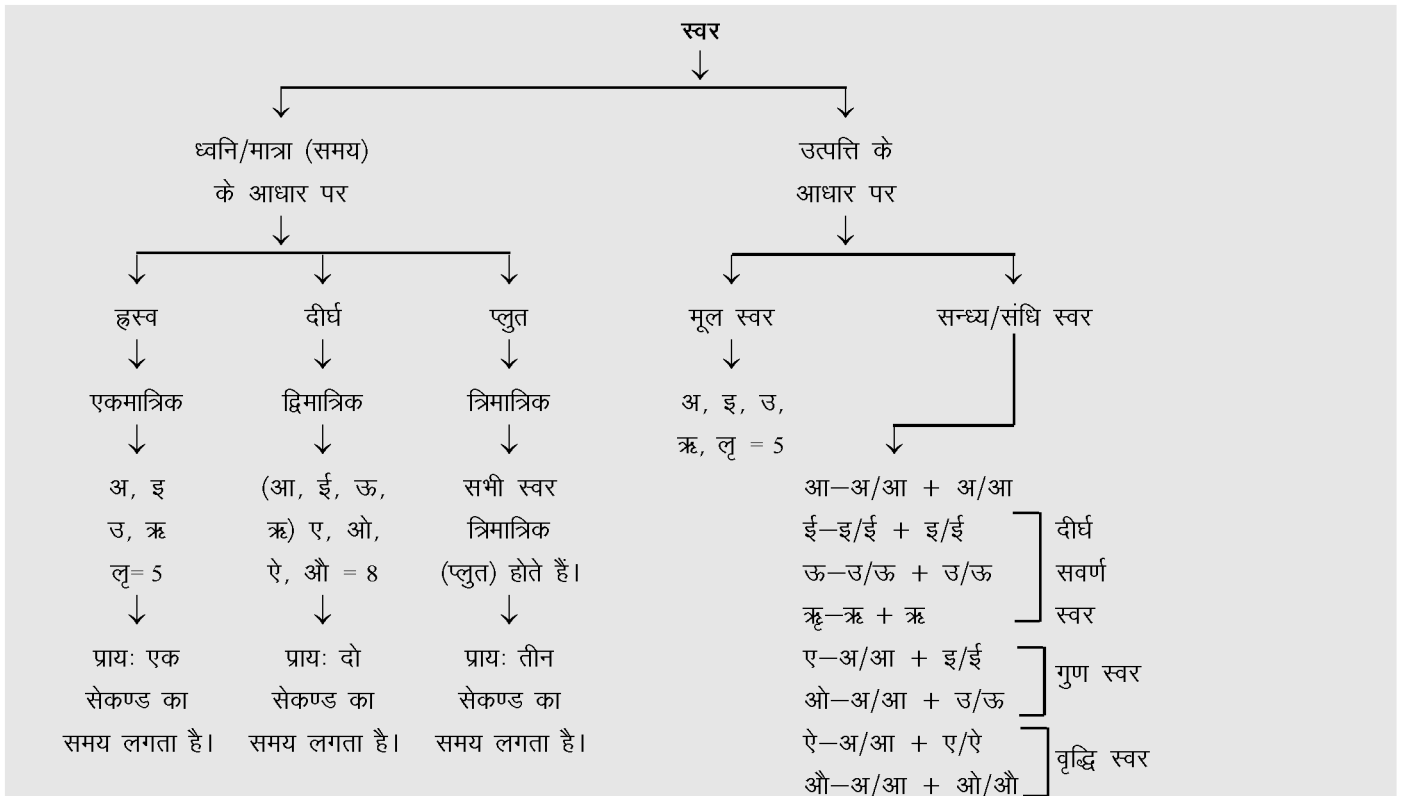 स्वर
ध्वनि/मात्रा (समय)
के आधार पर
उत्पत्ति के
आधार पर
ह्रस्व
दीर्घ
प्लुत
मूल स्वर
सन्ध्य/संधि स्वर
एकमात्रिक
द्विमात्रिक
त्रिमात्रिक
अ, इ, उ,
ऋ, लृ = 5
अ, इ
उ, ऋ
लृ= 5
(आ, ई, ऊ,
ऋ) ए, ओ,
ऐ, औ = 8
सभी स्वर
त्रिमात्रिक
(प्लुत) होते हैं।
प्रायः एक
सेकण्ड का
समय लगता है।
प्रायः दो
सेकण्ड का
समय लगता है।
प्रायः तीन
सेकण्ड का
समय लगता है।
आ–अ/आ + अ/आ
ई–इ/ई + इ/ई
ऊ–उ/ऊ + उ/ऊ
ॠ–ऋ + ऋ
दीर्घ
सवर्ण
स्वर
ए–अ/आ + इ/ई
ओ–अ/आ + उ/ऊ
गुण स्वर
ऐ–अ/आ + ए/ऐ
औ–अ/आ + ओ/औ
वृद्धि स्वर